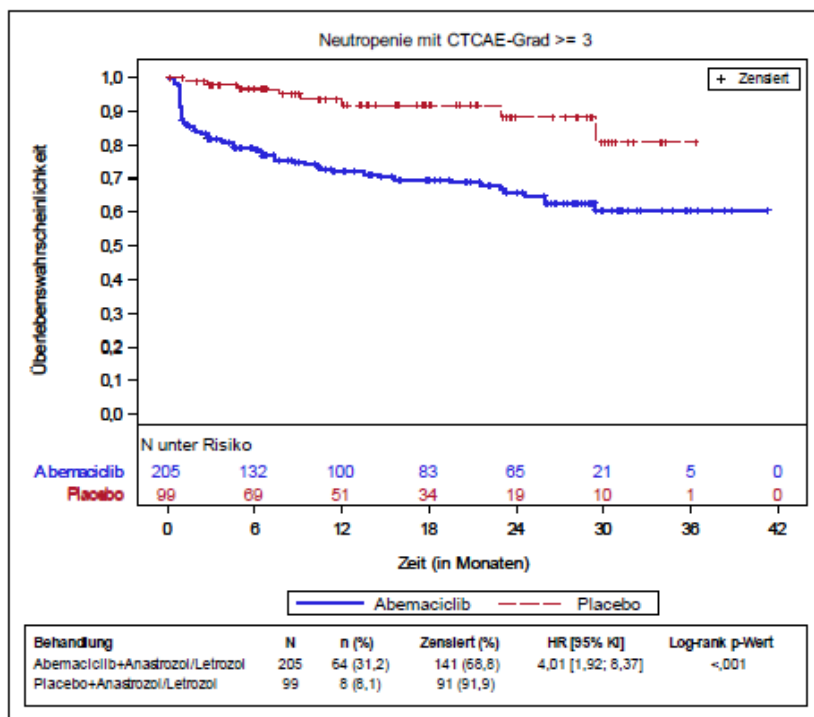 Neutropenie mit CTCAE-Grad >= 3
+ Zensiert
Überlebenswahrscheinlichkeit
1,0
0,9
0,8
0,7
0,6
0,5
0,4
0,3
0,2
0,1
0,0
N unter Risiko
Abemaciclib 205 132 100 83 65 21 5 0
Placebo 99 69 51 34 19 10 1 0
0 6 12 18 24 30 36 42
Zeit (in Monaten)
Abemaciclib Placebo
Behandlung N n (%) Zensiert (%) HR [95% KI] Log-rank p-Wert
Abemaciclib+Anastrozol/Letrozol 205 64 (31,2) 141 (68,8) 4,01 [1,92; 8,37] <,001
Placebo+Anastrozol/Letrozol 99 8 (8,1) 91 (91,9)